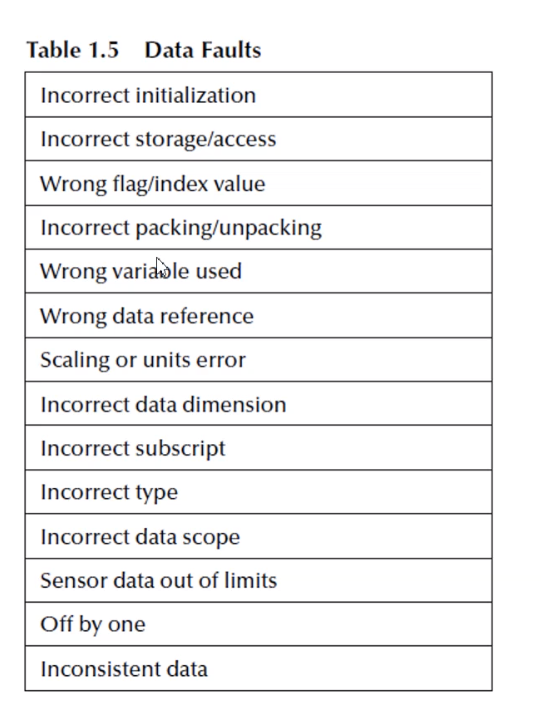 Table 1.5 Data Faults
Incorrect initialization
Incorrect storage/access
Wrong flag/index value
Incorrect packing/unpacking
Wrong variable used
Wrong data reference
Scaling or units error
Incorrect data dimension
Incorrect subscript
Incorrect type
Incorrect data scope
Sensor data out of limits
Off by one
Inconsistent data